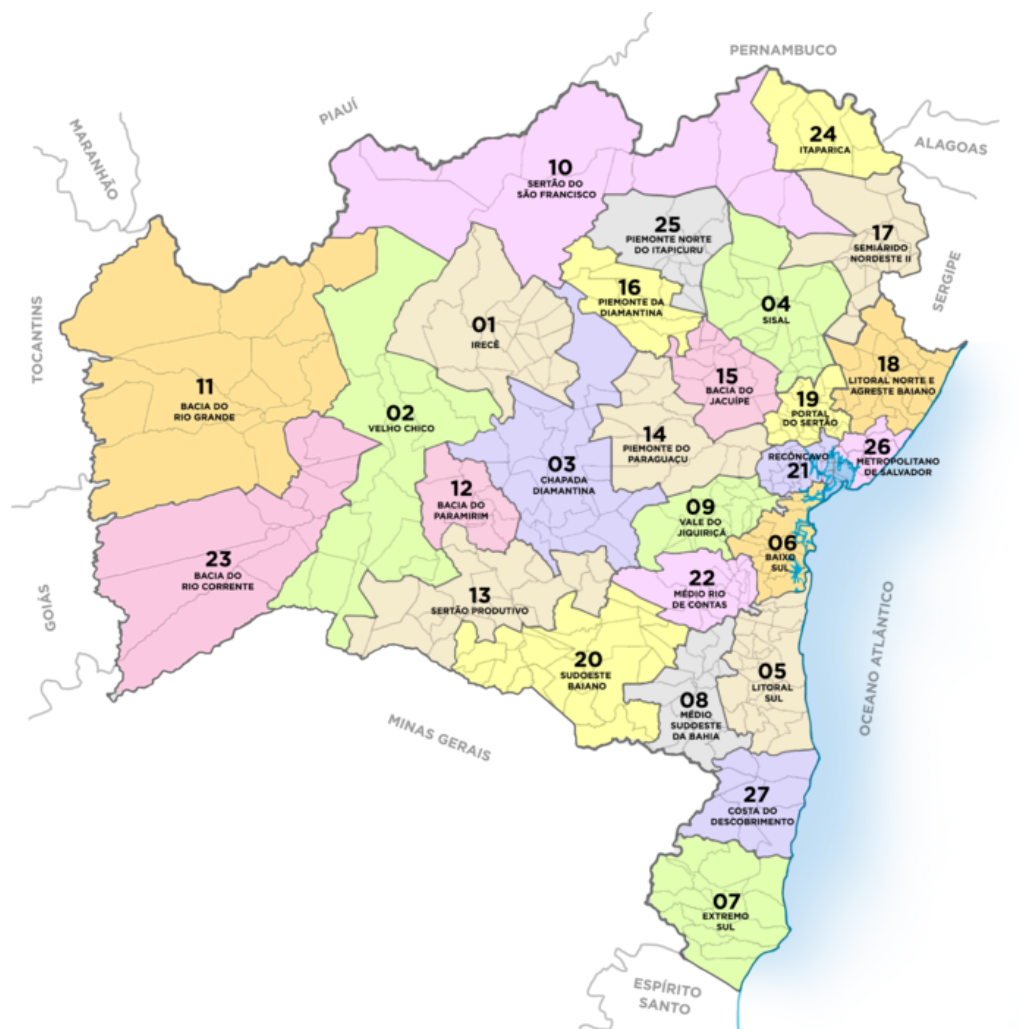 PERNAMBUCO
PIAUÍ
MARANHÃO
24
ITAPARICA
ALAGOAS
10
SERTÃO DO
SÃO FRANCISCO
25
PIEMONTE NORTE
DO ITAPICURU
17
SEMIÁRIDO
NORDESTE II
SERGIPE
TOCANTINS
16
PIEMONTE DA
DIAMANTINA
04
SISAL
01
IRECÊ
11
BACIA DO
RIO GRANDE
15
BACIA DO
JACUÍPE
18
LITORAL NORTE E
AGRESTE BAIANO
02
VELHO CHICO
19
PORTAL
DO SERTÃO
14
PIEMONTE DO
PARAGUAÇU
RECÔNCAVO
21
26
METROPOLITANO
DE SALVADOR
03
CHAPADA
DIAMANTINA
12
BACIA DO
PARAMIRIM
09
VALE DO
JIQUIRIÇÁ
06
BAIXO
SUL
23
BACIA DO
RIO CORRENTE
22
MÉDIO RIO
DE CONTAS
13
SERTÃO PRODUTIVO
GOIÁS
OCEANO ATLÂNTICO
20
SUDOESTE
BAIANO
05
LITORAL
SUL
08
MÉDIO
SUDOESTE
DA BAHIA
MINAS GERAIS
27
COSTA DO
DESCOBRIMENTO
07
EXTREMO
SUL
ESPÍRITO
SANTO